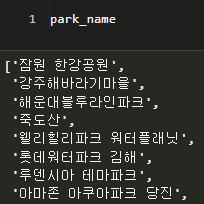 1 park_name
['잠원 한강공원',
'강주해바라기마을',
'해운대블루라인파크',
'죽도산',
'웰리힐리파크 워터플래닛',
'롯데워터파크 김해',
'루덴시아 테마파크',
'아마존 아쿠아파크 당진',